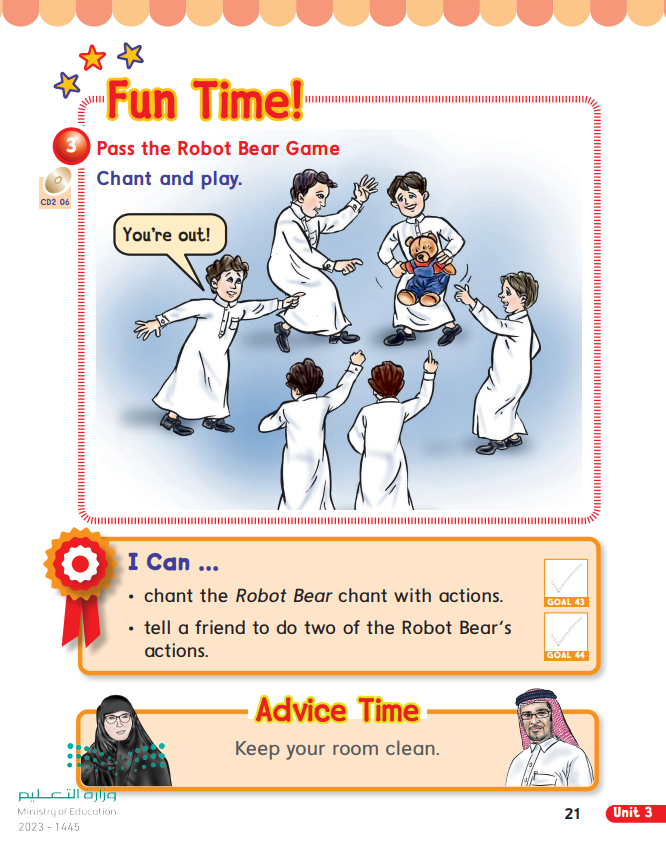 Fun Time!
3
Pass the Robot Bear Game
Chant and play.
CD2 06
You're out!
I Can ...
• chant the Robot Bear chant with actions.
GOAL 43
• tell a friend to do two of the Robot Bear's
actions.
GOAL 44
Advice Time
Keep your room clean.
وزارة التعليم
Ministry of Education
2023 - 1445
21
Unit 3